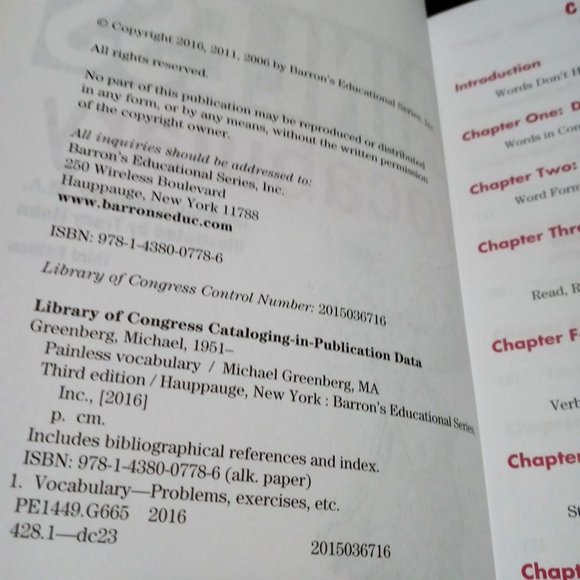 © Copyright 2016, 2011, 2006 by Barron's Educational Series, Inc.
All rights reserved.
No part of this publication may be reproduced or distributed
in any form, or by any means, without the written permission
of the copyright owner.
All inquiries should be addressed to:
Barron's Educational Series, Inc.
250 Wireless Boulevard
Hauppauge, New York 11788
www.barronseduc.com
ISBN: 978-1-4380-0778-6
Library of Congress Control Number: 2015036716
Library of Congress Cataloging-in-Publication Data
Greenberg, Michael, 1951–
Painless vocabulary / Michael Greenberg, MA
Third edition / Hauppauge, New York : Barron's Educational Series,
Inc., [2016]
p. cm.
Includes bibliographical references and index.
ISBN: 978-1-4380-0778-6 (alk. paper)
1. Vocabulary—Problems, exercises, etc.
PE1449.G665 2016
428.1—dc23
2015036716
C
Introduction
Words Don't H
Chapter One: D
Words in Con
Chapter Two:
Word Form
Chapter Thre
Read, R
Chapter F
Verb
Chapter
St
Chapt